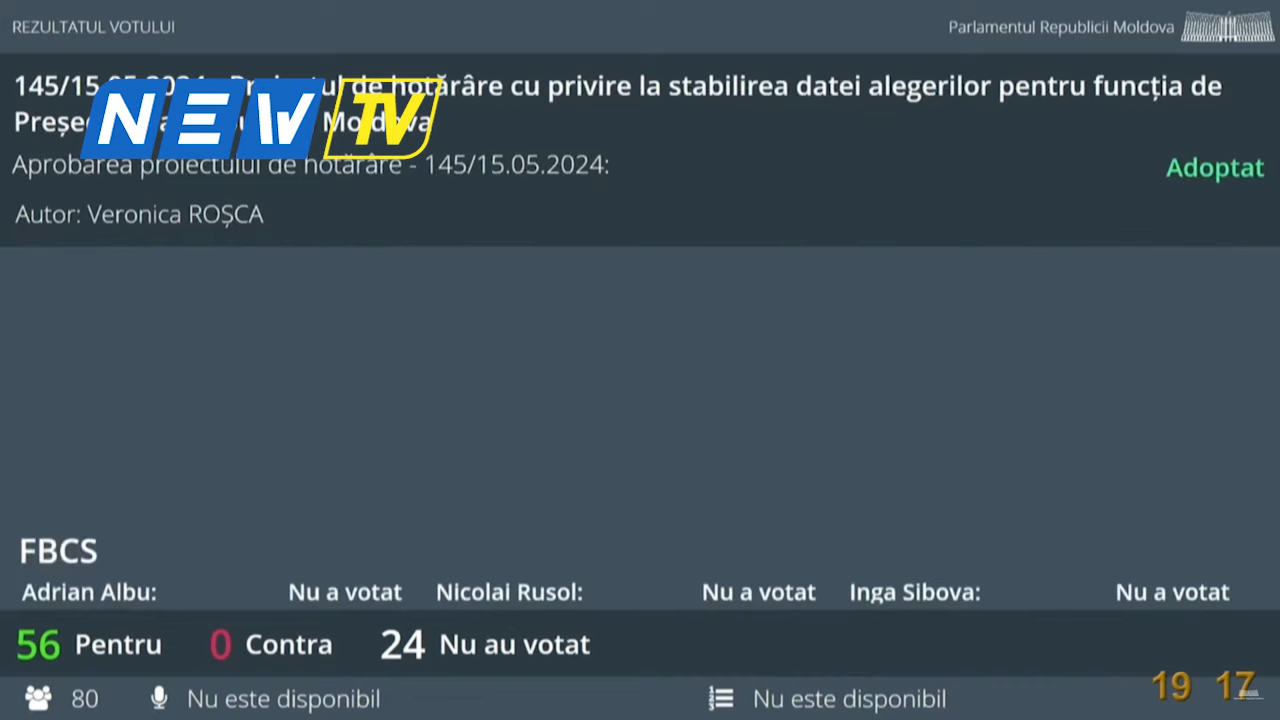 REZULTATUL VOTULUI
Parlamentul Republicii Moldova
145/15.05.2024 Proiectul de hotărâre cu privire la stabilirea datei alegerilor pentru funcția de
Moldova
NEW TV
Aprobarea proiectului de hotărâre - 145/15.05.2024:
Adoptat
Autor: Veronica ROȘCA
FBCS
Adrian Albu: Nu a votat Nicolai Rusol: Nu a votat Inga Sibova: Nu a votat
56 Pentru 0 Contra 24 Nu au votat
80 Nu este disponibil Nu este disponibil
19 17